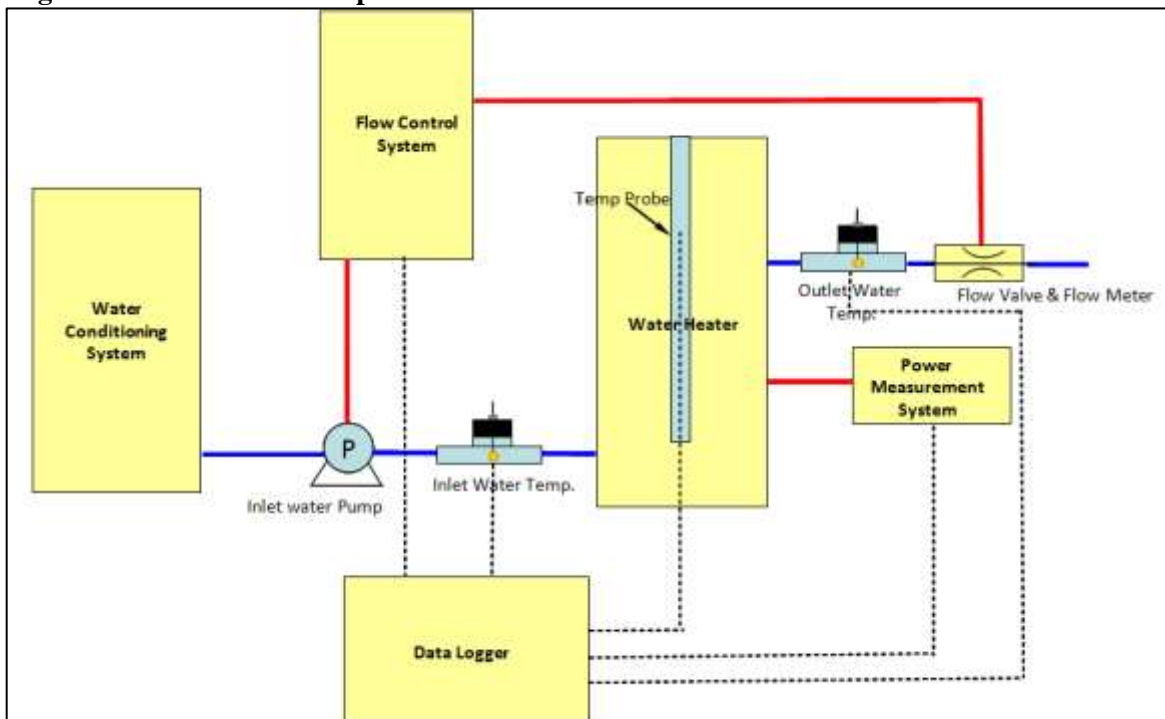 Flow Control
System
Temp Probe
Water
Conditioning
System
Water Heater
Outlet Water
Temp.
Flow Valve & Flow Meter
Power
Measurement
System
P
Inlet water Pump
Inlet Water Temp.
Data Logger